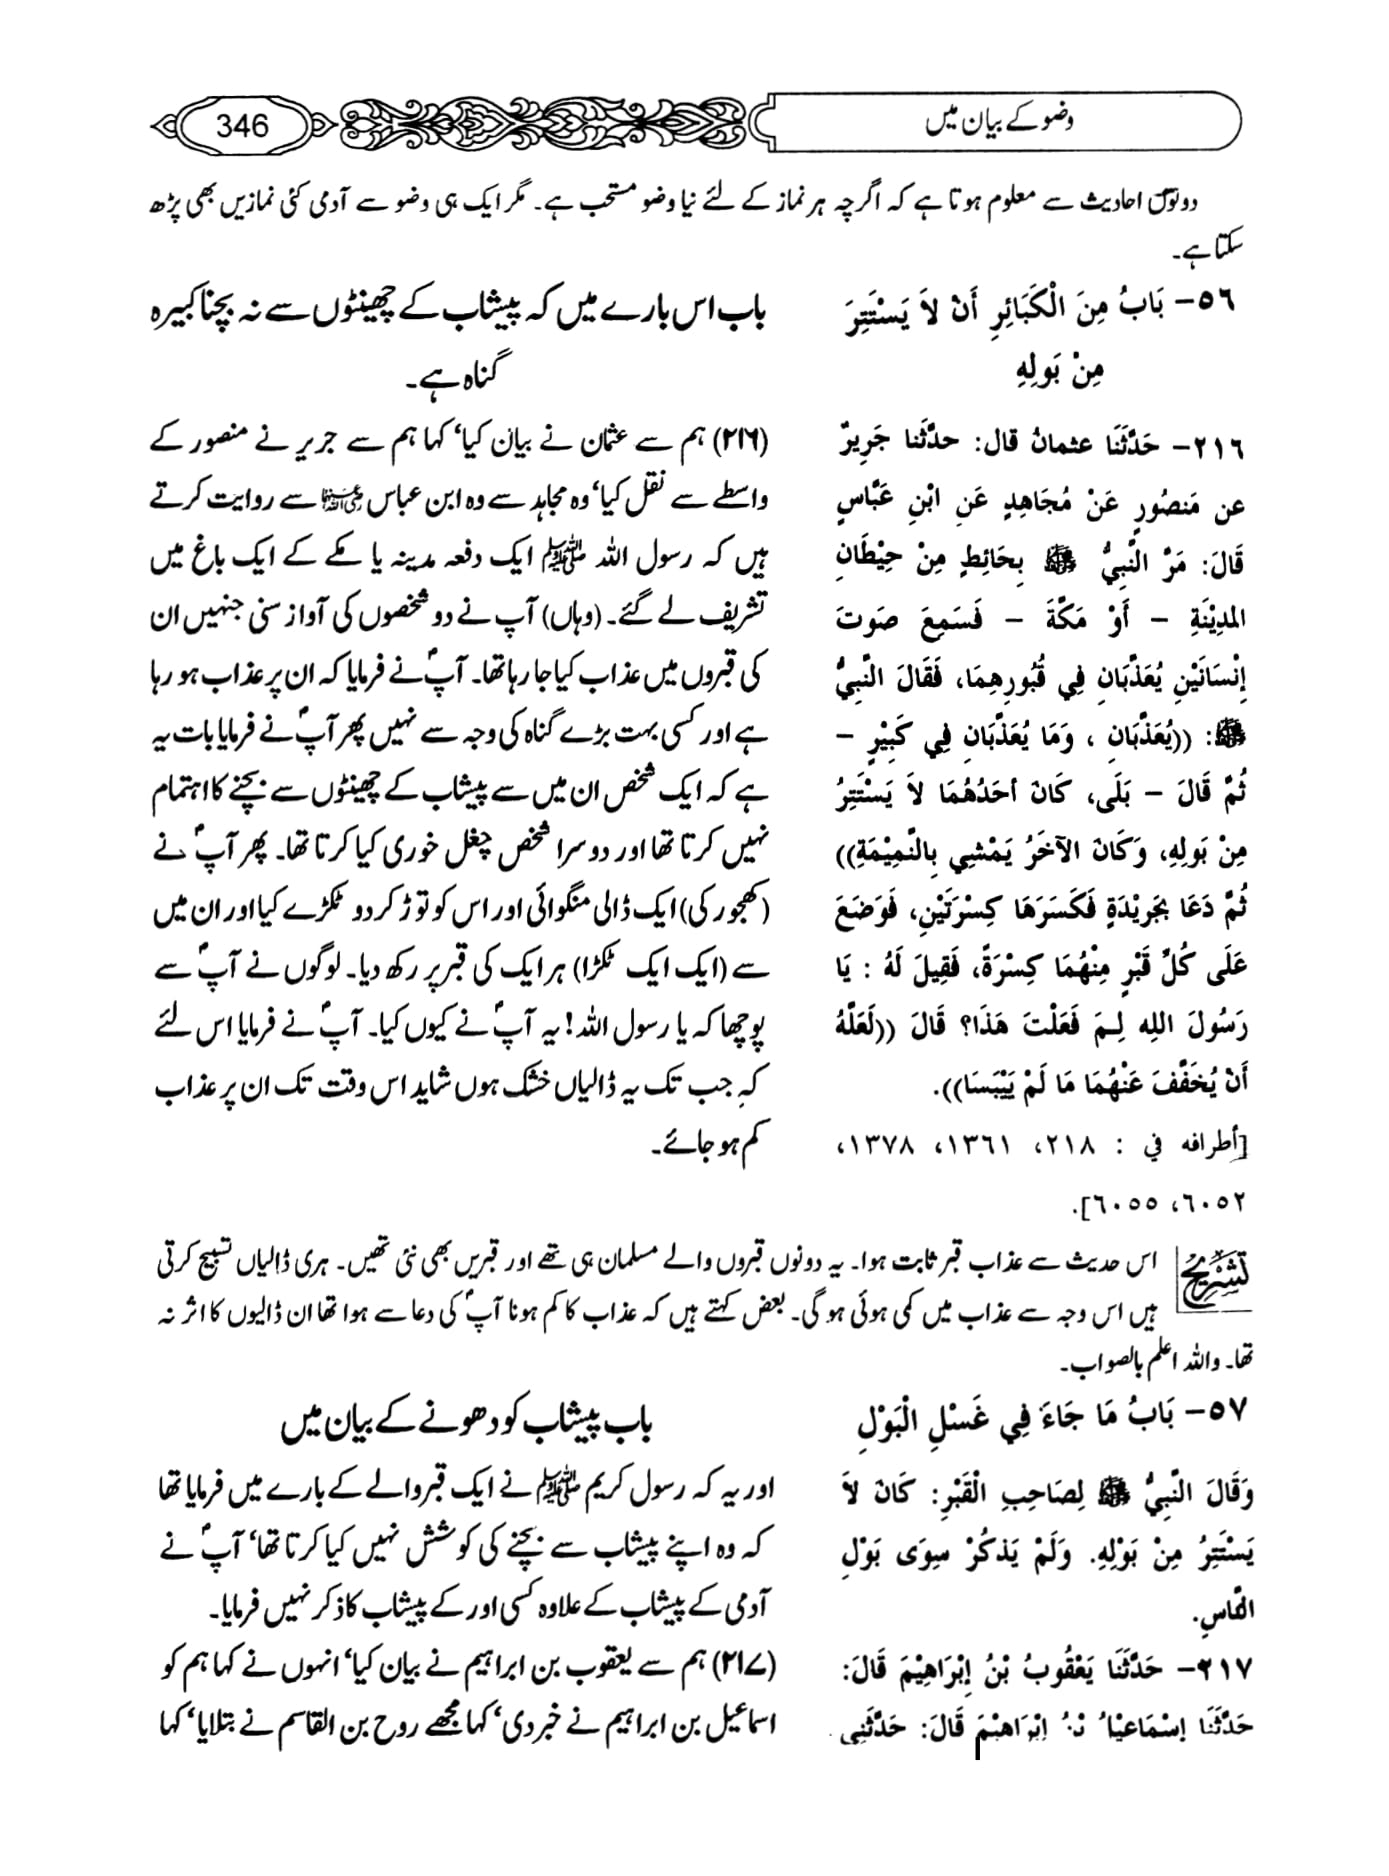 وضو کے بیان میں
346
دونوں احادیث سے معلوم ہوتا ہے کہ اگرچہ ہر نماز کے لئے نیا وضو مستحب ہے۔ مگر ایک ہی وضو سے آدمی کئی نمازیں بھی پڑھ
سکتا ہے۔
٥٦- بَابُ مِنَ الْكَبَائِرِ أَنْ لاَ يَسْتَتِرَ
مِنْ بَولِهِ
٢١٦- حَدَّثَنَا عثمانُ قال: حدَّثَنا جَرِيرٌ
عن مَنصُورٍ عَنْ مُجَاهِدٍ عَنِ ابْنِ عَبَّاسٍ
قَالَ: مَرَّ النَّبِيُّ ﷺ بِحَائِطٍ مِنْ حِيْطَانِ
المدِيْنَةِ - أَوْ مَكَّةَ - فَسَمِعَ صَوتَ
إِنْسَانَيْنِ يُعَذَّبَانِ فِي قُبُورِهِمَا، فَقَالَ النَّبِيُّ
ﷺ: ((يُعَذَّبَانِ ، وَمَا يُعَذَّبَانِ فِي كَبِيْرٍ -
ثُمَّ قَالَ - بَلَى، كَانَ أحَدُهُمَا لاَ يَسْتَتِرُ
مِنْ بَولِهِ، وَكَانَ الآخَرُ يَمْشِي بِالنَّمِيْمَةِ))
ثُمَّ دَعَا بِجَرِيْدَةٍ فَكَسَرَهَا كِسْرَتَيْنِ، فَوَضَعَ
عَلَى كُلِّ قَبْرٍ مِنْهُمَا كِسْرَةً، فَقِيلَ لَهُ : يَا
رَسُولَ اللهِ لِمَ فَعَلْتَ هَذَا؟ قَالَ ((لَعَلَّهُ
أَنْ يُخَفَّفَ عَنْهُمَا مَا لَمْ يَيْبَسَا)).
[أطرافه في : ٢١٨، ١٣٦١، ١٣٧٨،
٦٠٥٢، ٦٠٥٥].
باب اس بارے میں کہ پیشاب کے چھینٹوں سے نہ بچنا کبیرہ
گناہ ہے۔
(۲۱۶) ہم سے عثمان نے بیان کیا‘ کہا ہم سے جریر نے منصور کے
واسطے سے نقل کیا‘ وہ مجاہد سے وہ ابن عباس رضی اللہ عنہما سے روایت کرتے
ہیں کہ رسول اللہ ﷺ ایک دفعہ مدینہ یا مکے کے ایک باغ میں
تشریف لے گئے۔ (وہاں) آپ نے دو شخصوں کی آواز سنی جنہیں ان
کی قبروں میں عذاب کیا جا رہا تھا۔ آپؐ نے فرمایا کہ ان پر عذاب ہو رہا
ہے اور کسی بہت بڑے گناہ کی وجہ سے نہیں پھر آپؐ نے فرمایا بات یہ
ہے کہ ایک شخص ان میں سے پیشاب کے چھینٹوں سے بچنے کا اہتمام
نہیں کرتا تھا اور دوسرا شخص چغل خوری کیا کرتا تھا۔ پھر آپؐ نے
(کھجور کی) ایک ڈالی منگوائی اور اس کو توڑ کر دو ٹکڑے کیا اور ان میں
سے (ایک ایک ٹکڑا) ہر ایک کی قبر پر رکھ دیا۔ لوگوں نے آپؐ سے
پوچھا کہ یا رسول اللہ! یہ آپؐ نے کیوں کیا۔ آپؐ نے فرمایا اس لئے
کہ جب تک یہ ڈالیاں خشک ہوں شاید اس وقت تک ان پر عذاب
کم ہو جائے۔
تشریح
اس حدیث سے عذاب قبر ثابت ہوا۔ یہ دونوں قبروں والے مسلمان ہی تھے اور قبریں بھی نئی تھیں۔ ہری ڈالیاں تسبیح کرتی
ہیں اس وجہ سے عذاب میں کمی ہوئی ہو گی۔ بعض کہتے ہیں کہ عذاب کا کم ہونا آپؐ کی دعا سے ہوا تھا ان ڈالیوں کا اثر نہ
تھا۔ واللہ اعلم بالصواب۔
٥٧- بَابُ مَا جَاءَ فِي غَسْلِ الْبَوْلِ
وَقَالَ النَّبِيُّ ﷺ لِصَاحِبِ الْقَبْرِ: كَانَ لاَ
يَسْتَتِرُ مِنْ بَوْلِهِ. وَلَمْ يَذكُرْ سِوَى بَوْلِ
النَّاسِ.
٢١٧- حَدَّثَنَا يَعْقُوبُ بْنُ إِبْرَاهِيْمَ قَالَ:
حَدَّثَنَا إِسْمَاعيْلُ بْنُ إِبْرَاهِيْمَ قَالَ: حَدَّثَنِي
باب پیشاب کو دھونے کے بیان میں
اور یہ کہ رسول کریم ﷺ نے ایک قبر والے کے بارے میں فرمایا تھا
کہ وہ اپنے پیشاب سے بچنے کی کوشش نہیں کیا کرتا تھا‘ آپؐ نے
آدمی کے پیشاب کے علاوہ کسی اور کے پیشاب کا ذکر نہیں فرمایا۔
(۲۱۷) ہم سے یعقوب بن ابراہیم نے بیان کیا‘ انہوں نے کہا ہم کو
اسماعیل بن ابراہیم نے خبر دی‘ کہا مجھے روح بن القاسم نے بتلایا‘ کہا